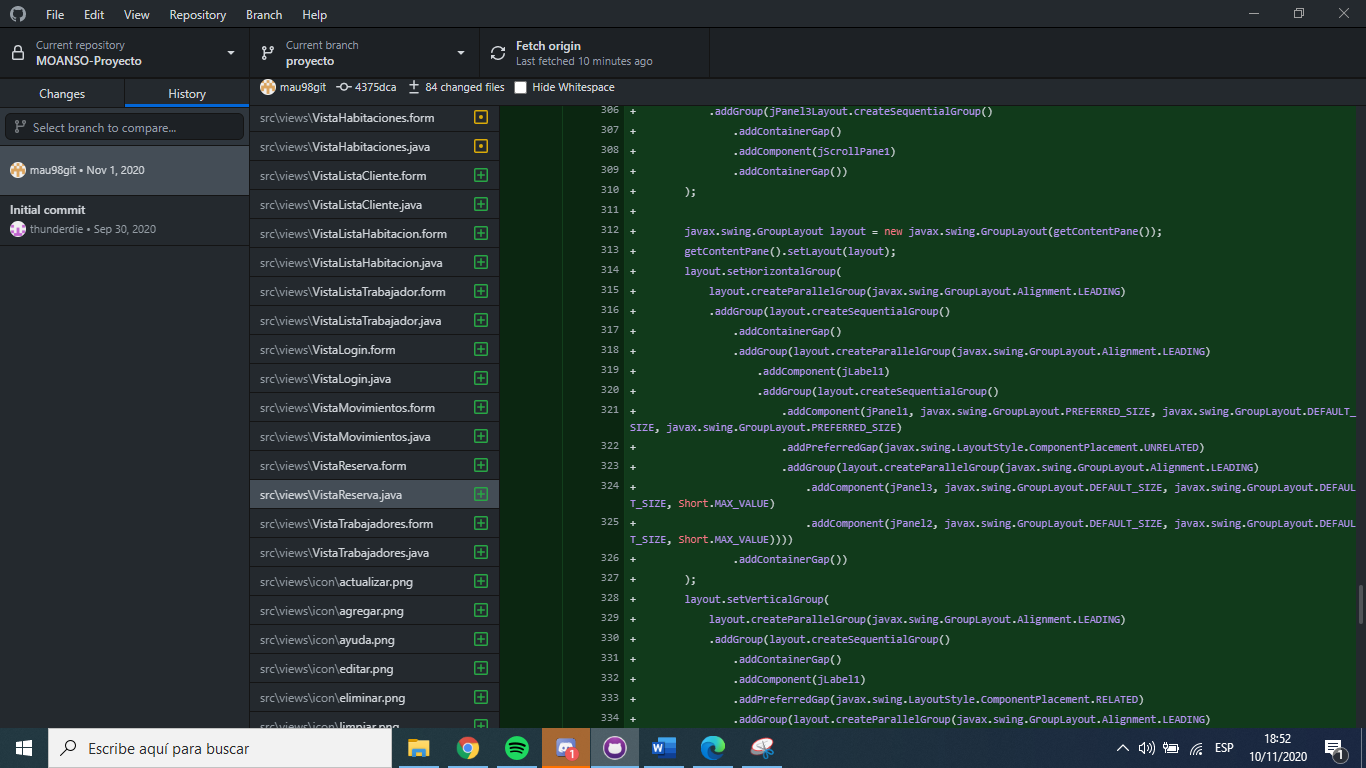 File Edit View Repository Branch Help
Current repository
MOANSO-Proyecto
Current branch
proyecto
Fetch origin
Last fetched 10 minutes ago
Changes
History
Select branch to compare...
mau98git • Nov 1, 2020
Initial commit
thunderdie • Sep 30, 2020
mau98git 4375dca 84 changed files Hide Whitespace
src\views\VistaHabitaciones.form
src\views\VistaHabitaciones.java
src\views\VistaListaCliente.form
src\views\VistaListaCliente.java
src\views\VistaListaHabitacion.form
src\views\VistaListaHabitacion.java
src\views\VistaListaTrabajador.form
src\views\VistaListaTrabajador.java
src\views\VistaLogin.form
src\views\VistaLogin.java
src\views\VistaMovimientos.form
src\views\VistaMovimientos.java
src\views\VistaReserva.form
src\views\VistaReserva.java
src\views\VistaTrabajadores.form
src\views\VistaTrabajadores.java
src\views\icon\actualizar.png
src\views\icon\agregar.png
src\views\icon\ayuda.png
src\views\icon\editar.png
src\views\icon\eliminar.png
src\views\icon\limpiar.png
306 + .addGroup(jPanel3Layout.createSequentialGroup()
307 + .addContainerGap()
308 + .addComponent(jScrollPane1)
309 + .addContainerGap())
310 + );
311 +
312 + javax.swing.GroupLayout layout = new javax.swing.GroupLayout(getContentPane());
313 + getContentPane().setLayout(layout);
314 + layout.setHorizontalGroup(
315 + layout.createParallelGroup(javax.swing.GroupLayout.Alignment.LEADING)
316 + .addGroup(layout.createSequentialGroup()
317 + .addContainerGap()
318 + .addGroup(layout.createParallelGroup(javax.swing.GroupLayout.Alignment.LEADING)
319 + .addComponent(jLabel1)
320 + .addGroup(layout.createSequentialGroup()
321 + .addComponent(jPanel1, javax.swing.GroupLayout.PREFERRED_SIZE, javax.swing.GroupLayout.DEFAULT_
SIZE, javax.swing.GroupLayout.PREFERRED_SIZE)
322 + .addPreferredGap(javax.swing.LayoutStyle.ComponentPlacement.UNRELATED)
323 + .addGroup(layout.createParallelGroup(javax.swing.GroupLayout.Alignment.LEADING)
324 + .addComponent(jPanel3, javax.swing.GroupLayout.DEFAULT_SIZE, javax.swing.GroupLayout.DEFAUL
T_SIZE, Short.MAX_VALUE)
325 + .addComponent(jPanel2, javax.swing.GroupLayout.DEFAULT_SIZE, javax.swing.GroupLayout.DEFAUL
T_SIZE, Short.MAX_VALUE))))
326 + .addContainerGap())
327 + );
328 + layout.setVerticalGroup(
329 + layout.createParallelGroup(javax.swing.GroupLayout.Alignment.LEADING)
330 + .addGroup(layout.createSequentialGroup()
331 + .addContainerGap()
332 + .addComponent(jLabel1)
333 + .addPreferredGap(javax.swing.LayoutStyle.ComponentPlacement.RELATED)
334 + .addGroup(layout.createParallelGroup(javax.swing.GroupLayout.Alignment.LEADING)
Escribe aquí para buscar
1
ESP
18:52
10/11/2020
1